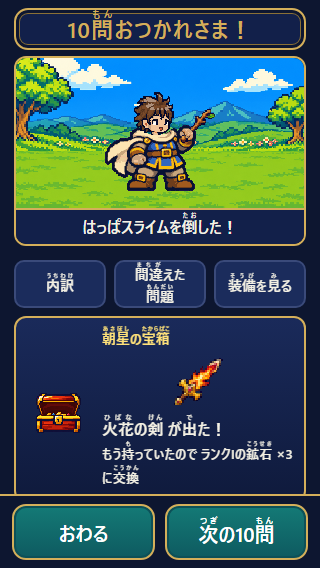 10問おつかれさま！
はっぱスライムを倒した！
内訳
間違えた
問題
装備を見る
朝星の宝箱
火花の剣 が出た！
もう持っていたので ランクIの鉱石 ×3
に交換
おわる
次の10問